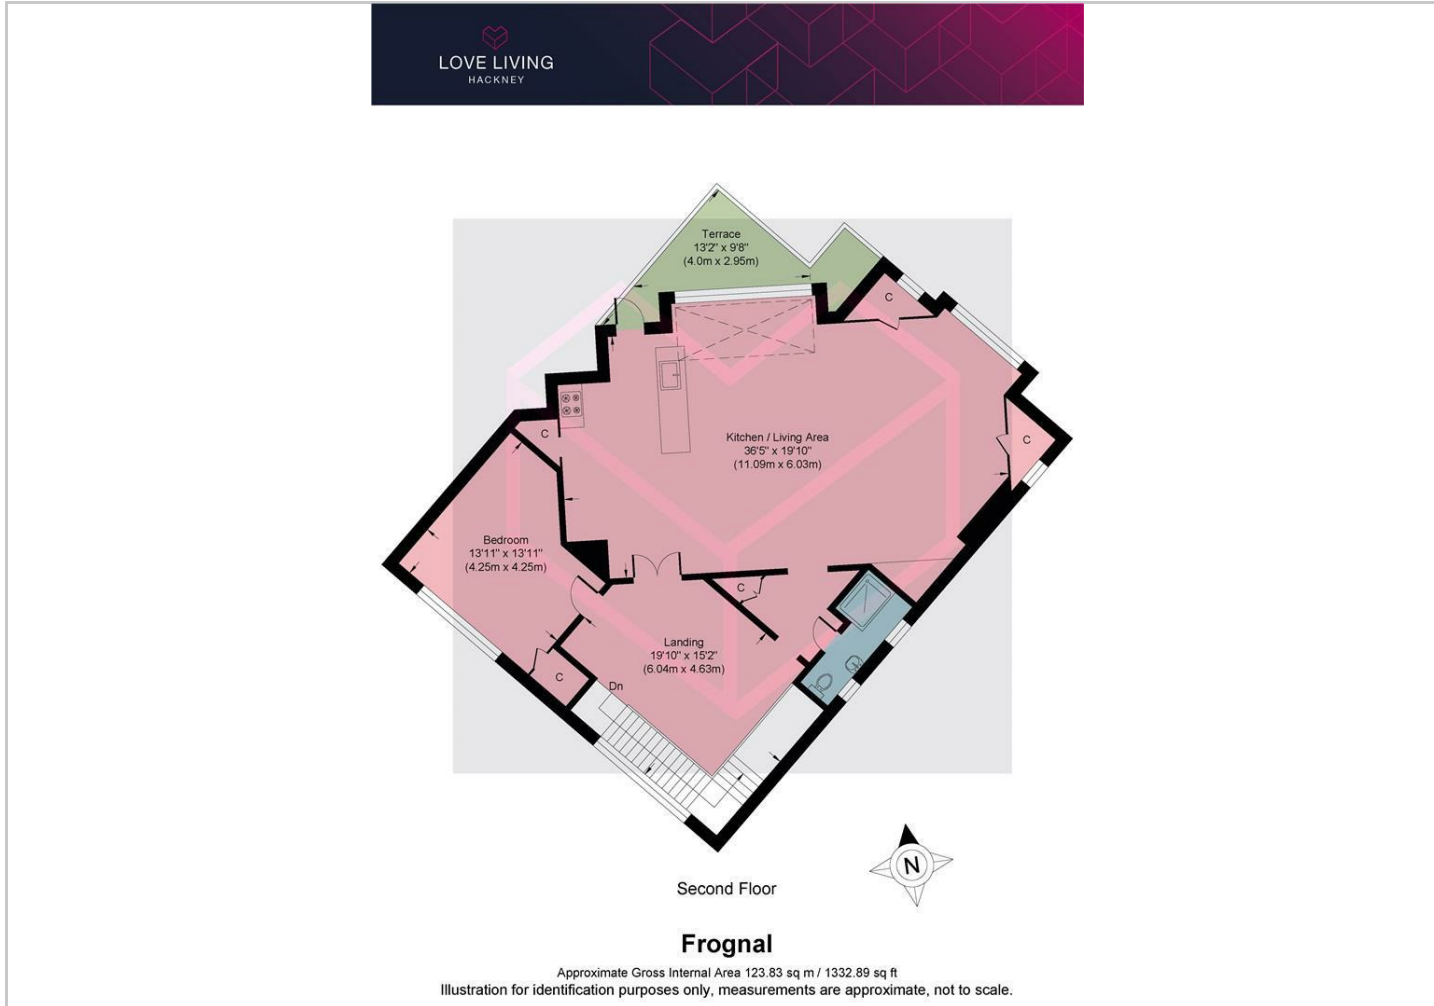 LOVE LIVING
HACKNEY
Terrace
13'2" x 9'8"
(4.0m x 2.95m)
C
Kitchen / Living Area
36'5" x 19'10"
(11.09m x 6.03m)
C
C
Bedroom
13'11" x 13'11"
(4.25m x 4.25m)
C
Landing
19'10" x 15'2"
(6.04m x 4.63m)
C
Dn
N
Second Floor
Frognal
Approximate Gross Internal Area 123.83 sq m / 1332.89 sq ft
Illustration for identification purposes only, measurements are approximate, not to scale.